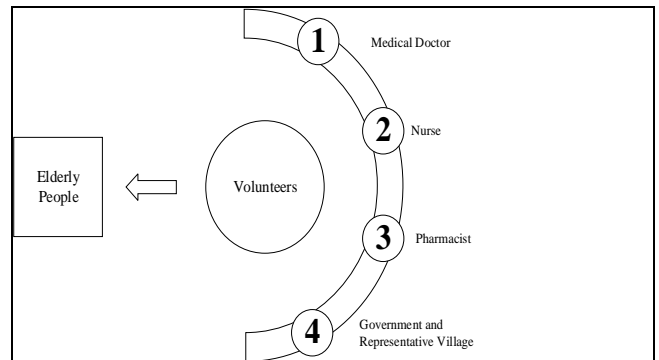 1
Medical Doctor
2
Nurse
Elderly
People
Volunteers
3
Pharmacist
4
Government and
Representative Village